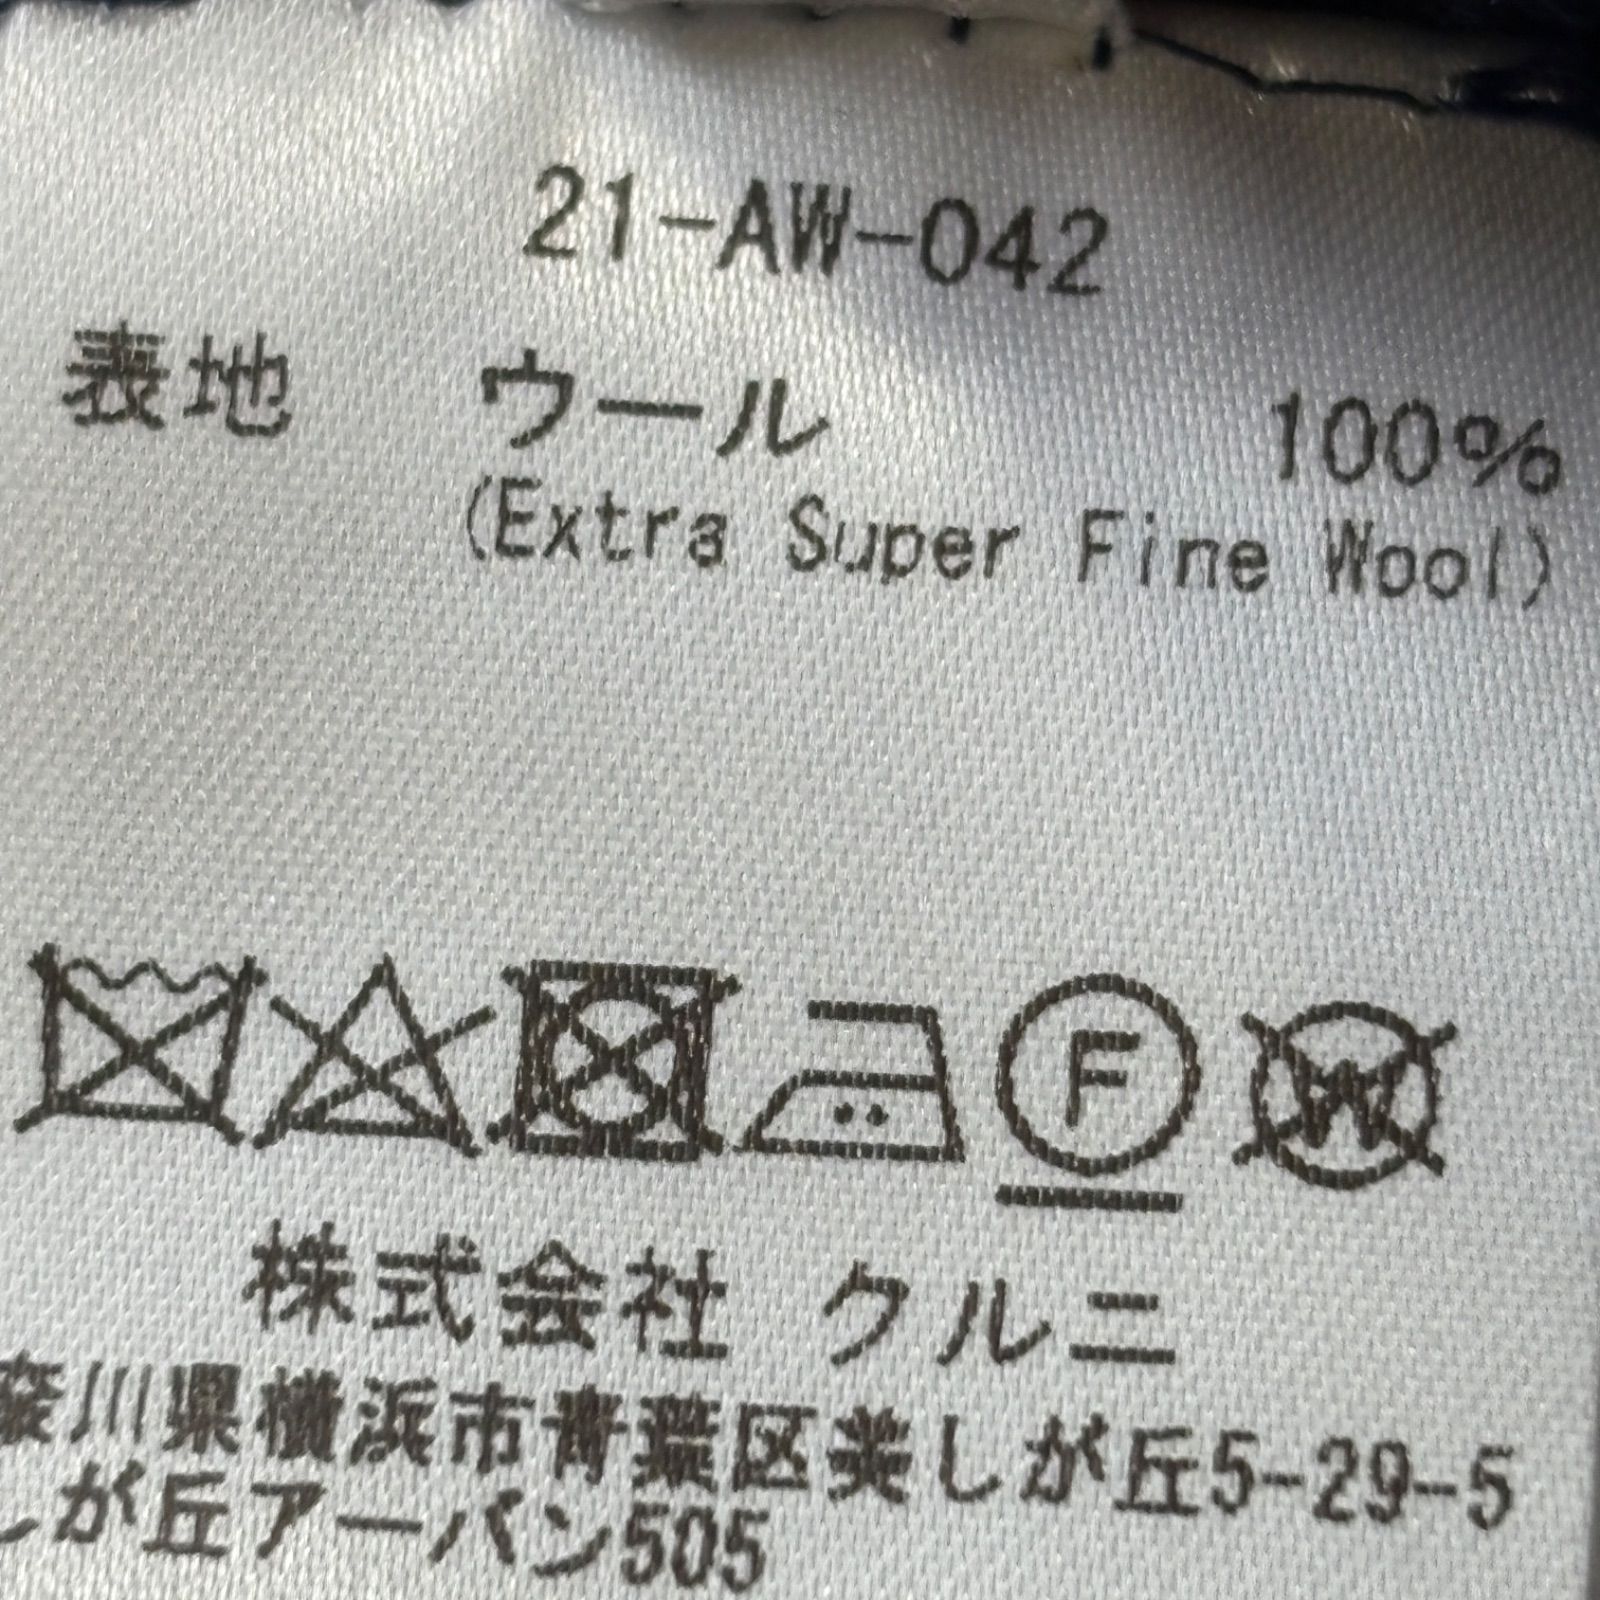 21-AW-042
表地 ウール 100%
(Extra Super Fine Wool)
F W
株式会社 クルニ
奈川県横浜市青葉区美しが丘5-29-5
しが丘アーバン505